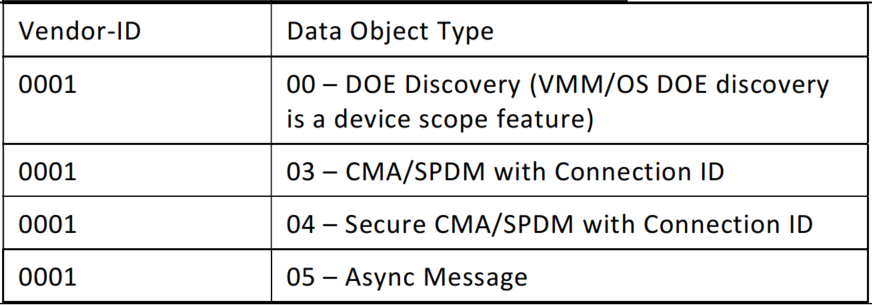 Vendor-ID Data Object Type
0001 00 – DOE Discovery (VMM/OS DOE discovery
is a device scope feature)
0001 03 – CMA/SPDM with Connection ID
0001 04 – Secure CMA/SPDM with Connection ID
0001 05 – Async Message